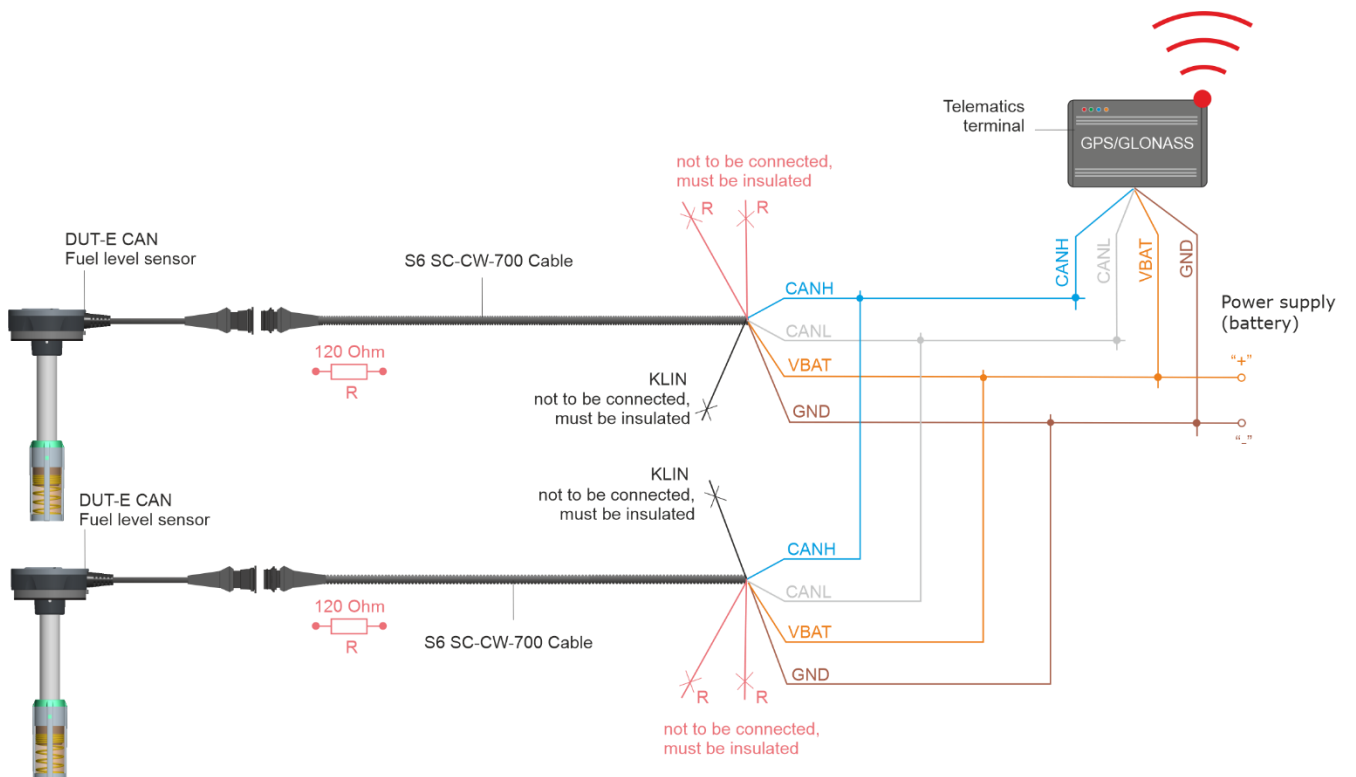 Telematics
terminal
GPS/GLONASS
not to be connected,
must be insulated
R
R
DUT-E CAN
Fuel level sensor
S6 SC-CW-700 Cable
CANH
CANL
VBAT
GND
CANH
CANL
VBAT
GND
Power supply
(battery)
"+"
"-"
120 Ohm
R
KLIN
not to be connected,
must be insulated
KLIN
not to be connected,
must be insulated
DUT-E CAN
Fuel level sensor
CANH
CANL
VBAT
GND
120 Ohm
R
S6 SC-CW-700 Cable
R
R
not to be connected,
must be insulated